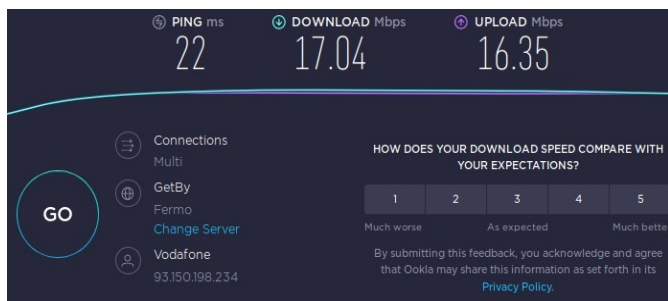 PING ms
DOWNLOAD Mbps
UPLOAD Mbps
22
17.04
16.35
Connections
Multi
GetBy
Fermo
Change Server
Vodafone
93.150.198.234
GO
HOW DOES YOUR DOWNLOAD SPEED COMPARE WITH
YOUR EXPECTATIONS?
1 2 3 4 5
Much worse As expected Much bette
By submitting this feedback, you acknowledge and agree
that Ookla may share this information as set forth in its
Privacy Policy.